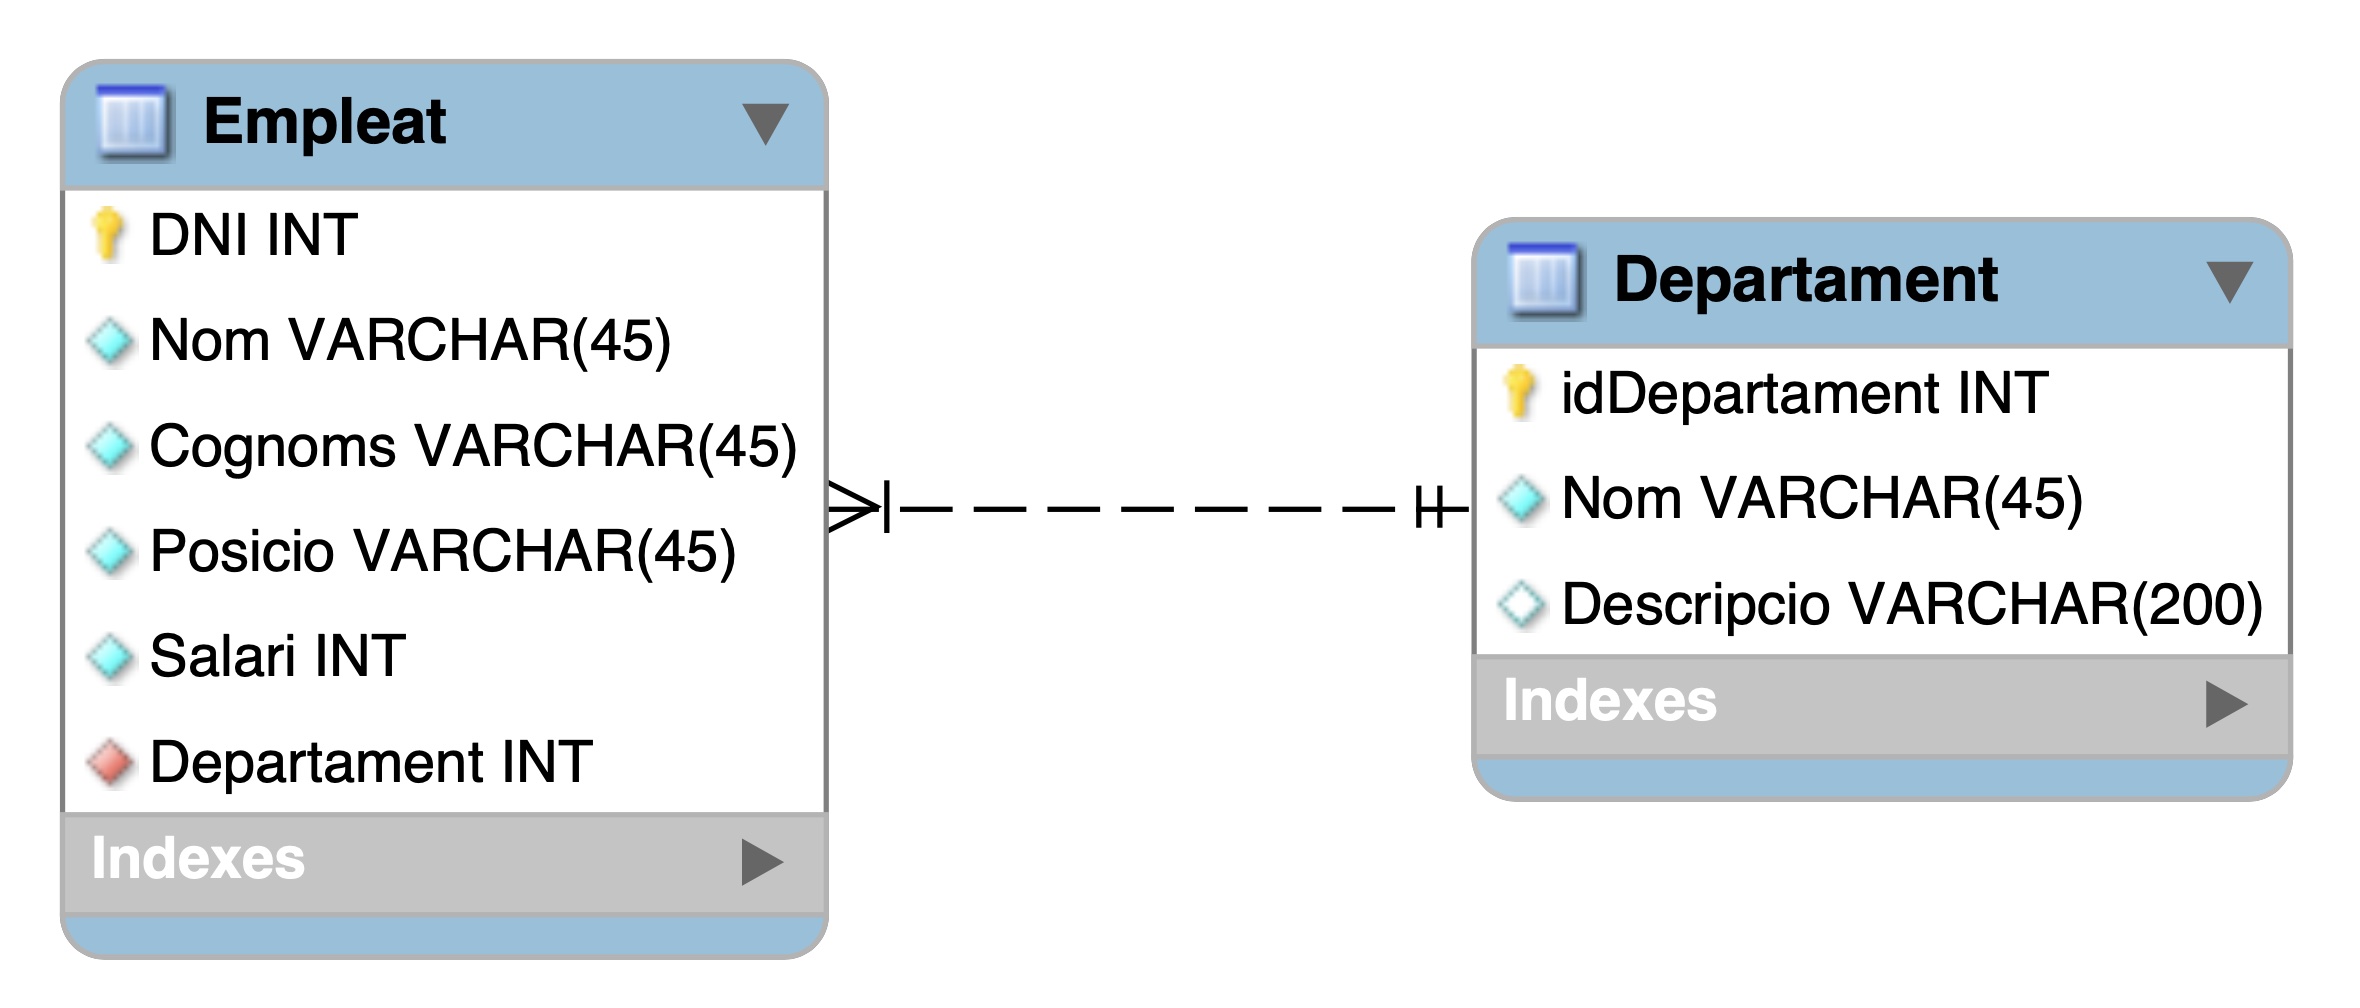 Empleat
DNI INT
Nom VARCHAR(45)
Cognoms VARCHAR(45)
Posicio VARCHAR(45)
Salari INT
Departament INT
Indexes
Departament
idDepartament INT
Nom VARCHAR(45)
Descripcio VARCHAR(200)
Indexes